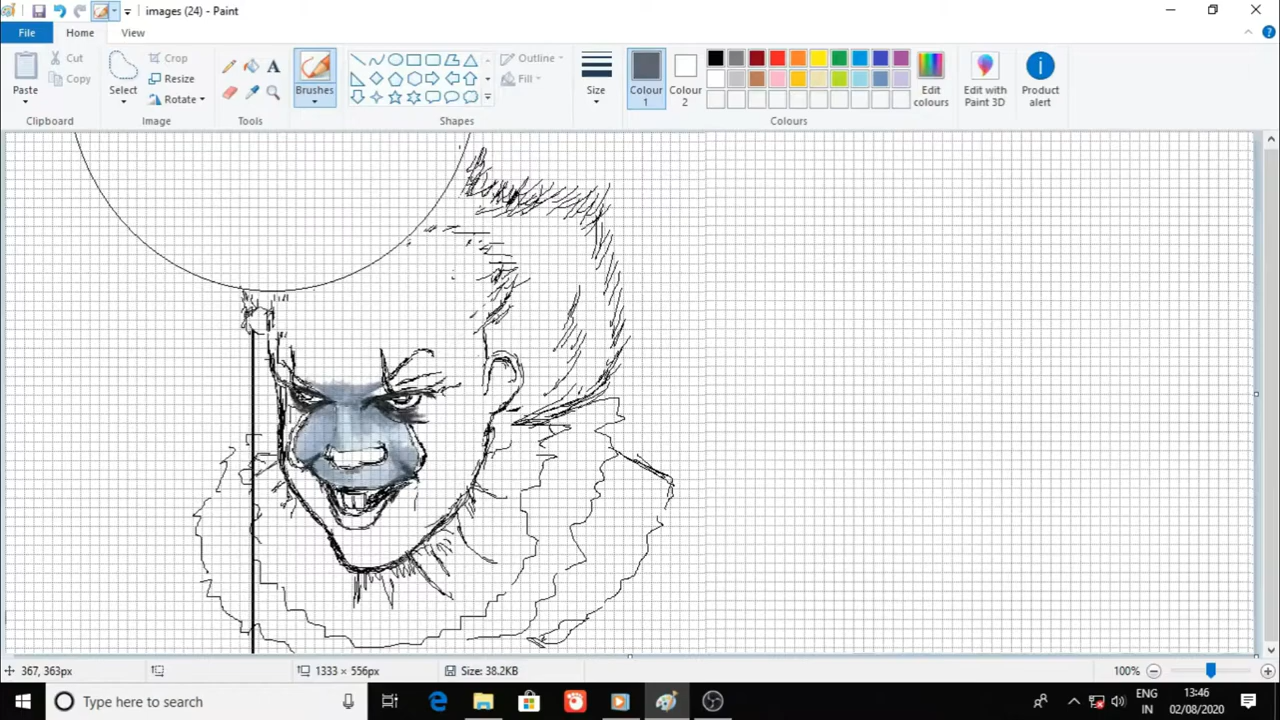 images (24) - Paint
File
Home
View
Paste
Cut
Copy
Clipboard
Select
Crop
Resize
Rotate
Image
A
Tools
Brushes
Outline
Fill
Shapes
Size
Colour 1
Colour 2
Edit colours
Colours
Edit with Paint 3D
Product alert
367, 363px
1333 × 556px
Size: 38.2KB
100%
Type here to search
ENG
IN
13:46
02/08/2020